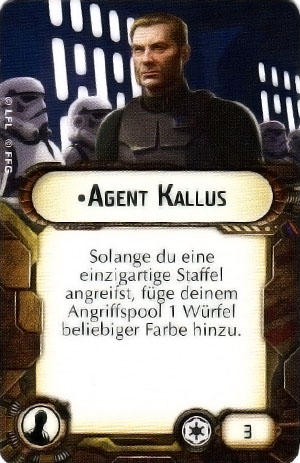 © LFL © FFG
•AGENT KALLUS
Solange du eine
einzigartige Staffel
angreifst, füge deinem
Angriffspool 1 Würfel
beliebiger Farbe hinzu.
3